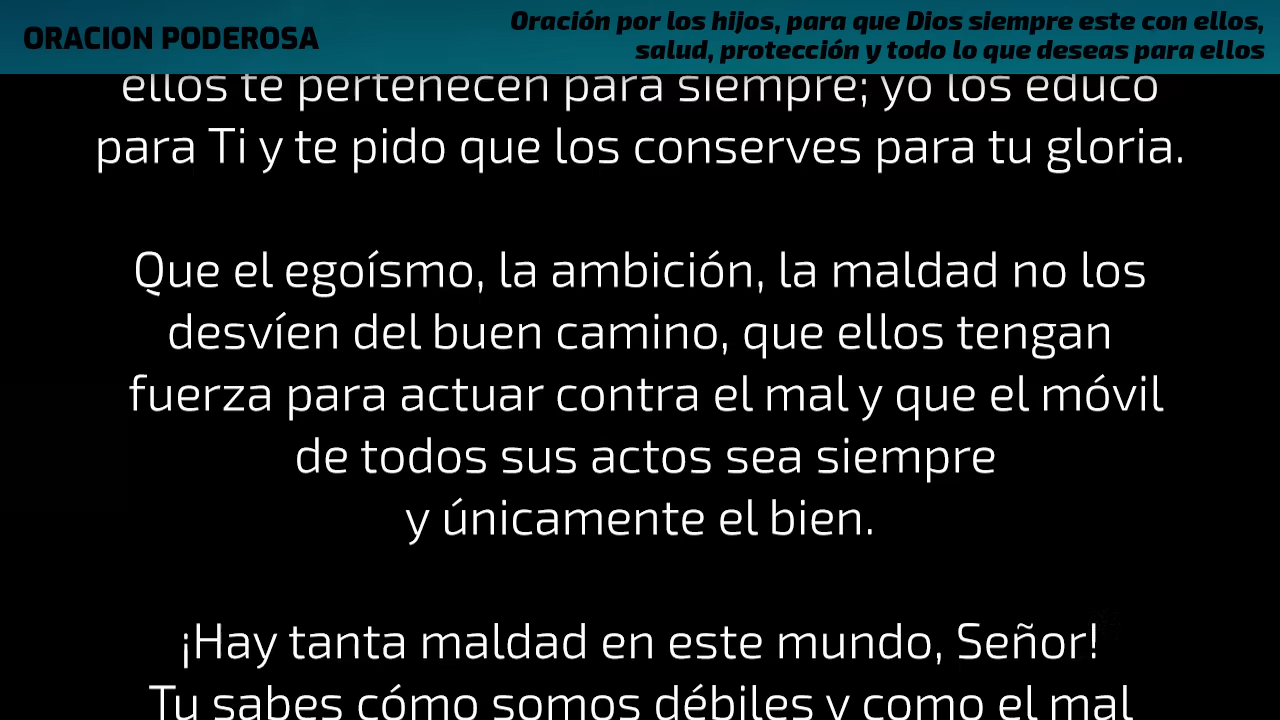 ORACION PODEROSA
Oración por los hijos, para que Dios siempre este con ellos,
salud, protección y todo lo que deseas para ellos
ellos te pertenecen para siempre; yo los educo
para Ti y te pido que los conserves para tu gloria.
Que el egoísmo, la ambición, la maldad no los
desvíen del buen camino, que ellos tengan
fuerza para actuar contra el mal y que el móvil
de todos sus actos sea siempre
y únicamente el bien.
¡Hay tanta maldad en este mundo, Señor!
Tu sabes cómo somos débiles y como el mal